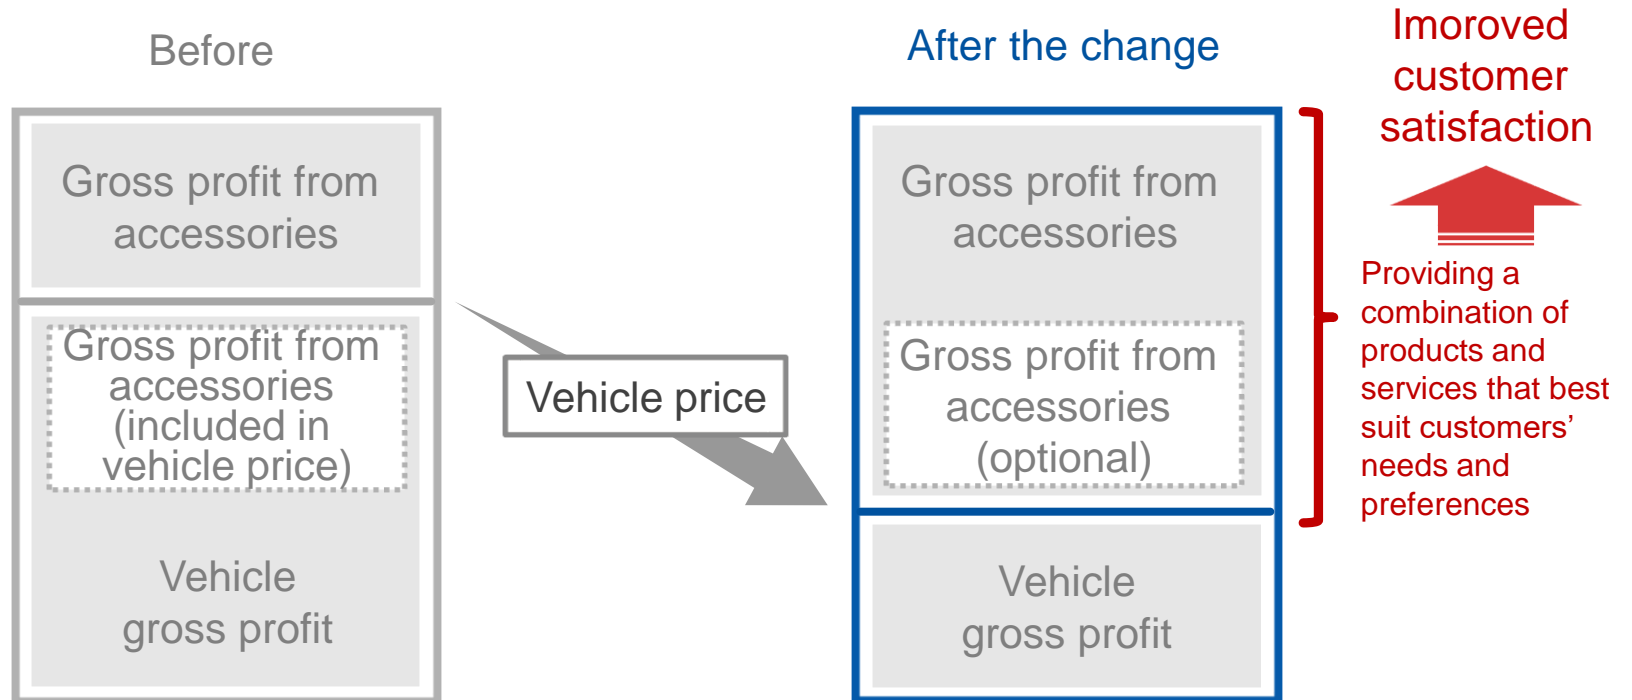 Before
Gross profit from
accessories
Gross profit from
accessories
(included in
vehicle price)
Vehicle
gross profit
Vehicle price
After the change
Gross profit from
accessories
Gross profit from
accessories
(optional)
Vehicle
gross profit
Imoroved
customer
satisfaction
Providing a
combination of
products and
services that best
suit customers’
needs and
preferences